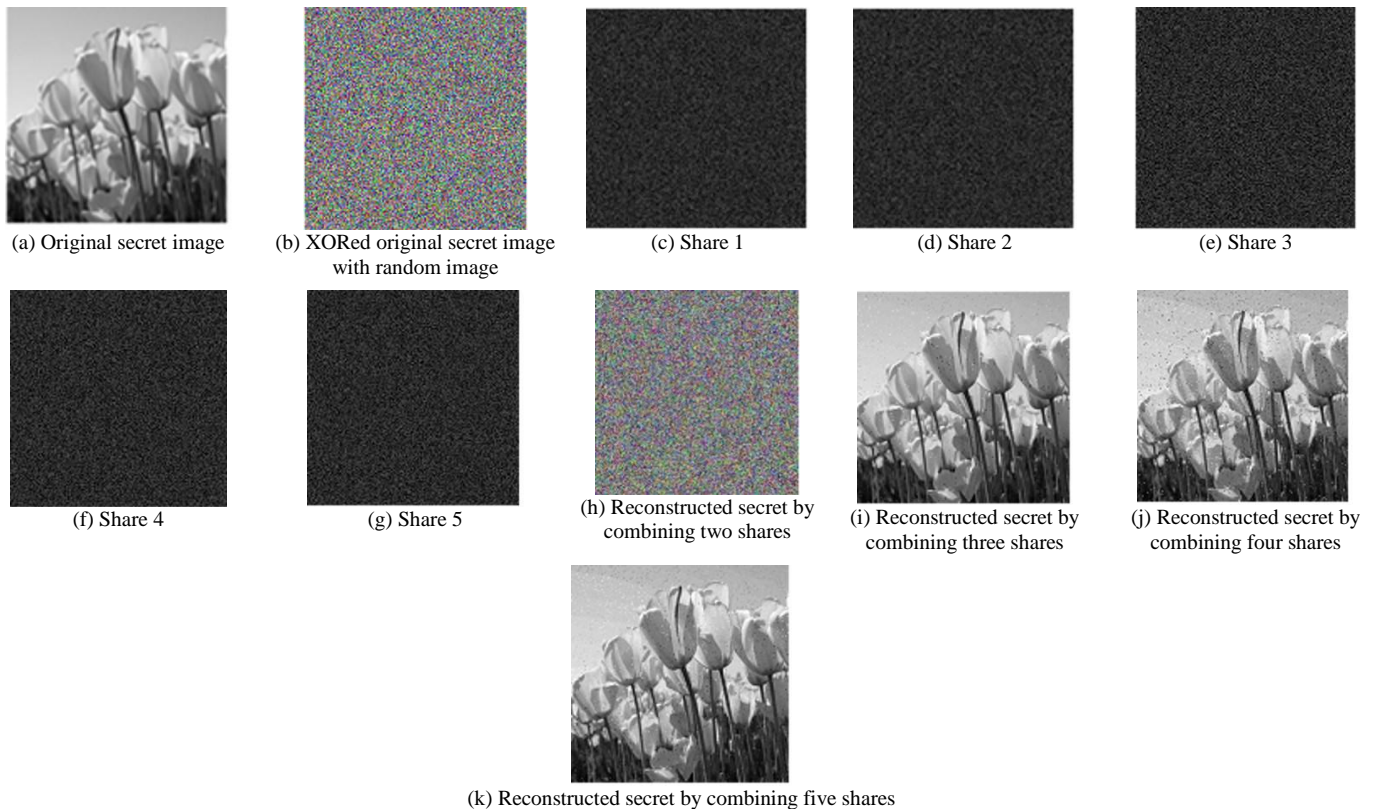 (a) Original secret image
(b) XORed original secret image
with random image
(c) Share 1
(d) Share 2
(e) Share 3
(f) Share 4
(g) Share 5
(h) Reconstructed secret by
combining two shares
(i) Reconstructed secret by
combining three shares
(j) Reconstructed secret by
combining four shares
(k) Reconstructed secret by combining five shares